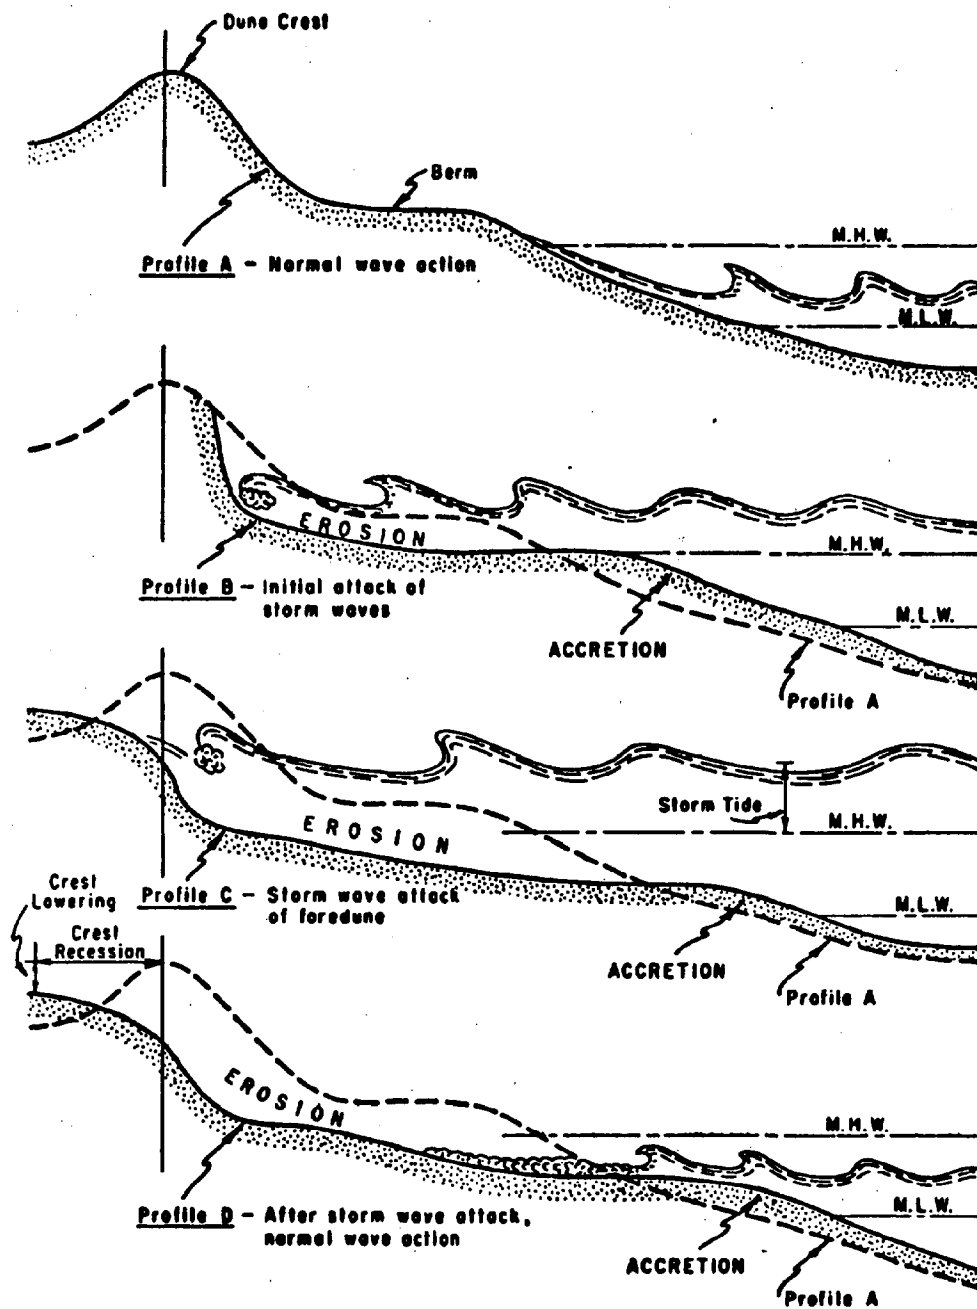 Dune Crest
Berm
M.H.W.
Profile A - Normal wave action
M.L.W.
EROSION
M.H.W.
Profile B - Initial attack of
storm waves
M.L.W.
ACCRETION
Profile A
Storm Tide
EROSION
M.H.W.
Crest
Lowering
Profile C - Storm wave attack
of foredune
M.L.W.
Crest
Recession
ACCRETION
Profile A
EROSION
M.H.W.
M.L.W.
Profile D - After storm wave attack,
normal wave action
ACCRETION
Profile A